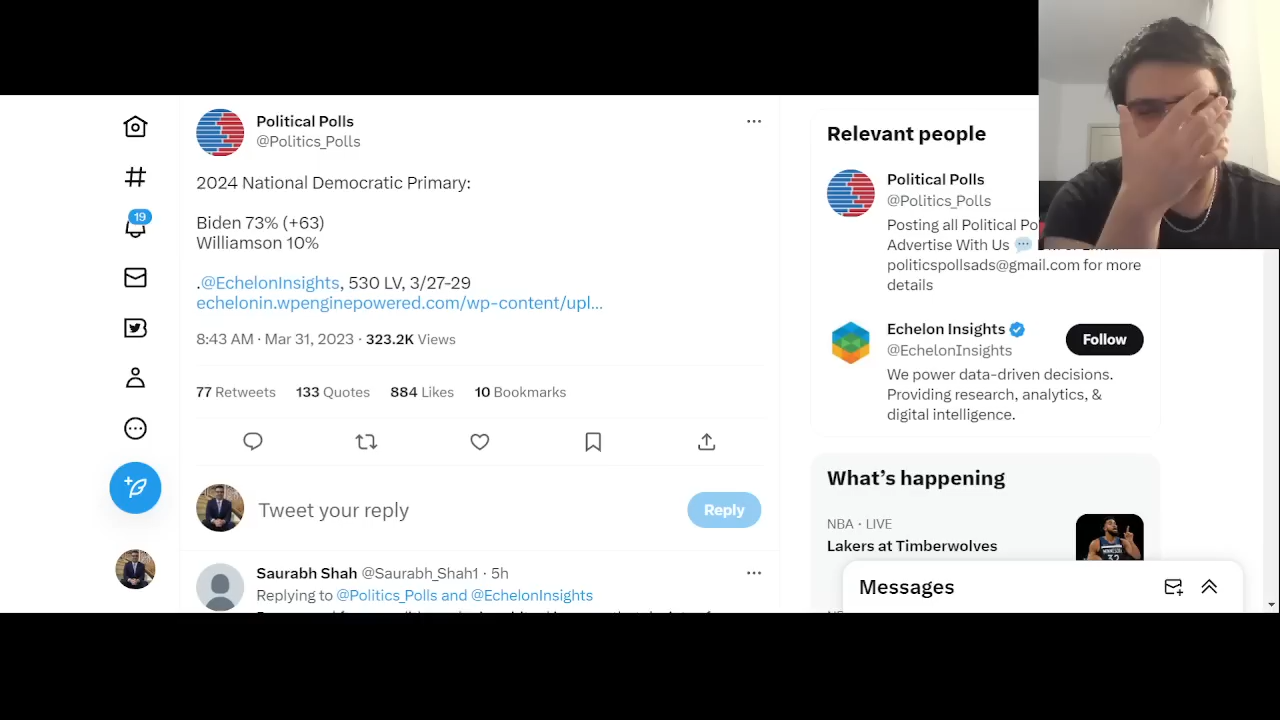 Political Polls
@Politics_Polls
2024 National Democratic Primary:
Biden 73% (+63)
Williamson 10%
.@EchelonInsights, 530 LV, 3/27-29
echelonin.wpenginepowered.com/wp-content/upl...
8:43 AM · Mar 31, 2023 · 323.2K Views
77 Retweets 133 Quotes 884 Likes 10 Bookmarks
Tweet your reply
Reply
Saurabh Shah @Saurabh_Shah1 · 5h
Replying to @Politics_Polls and @EchelonInsights
19
Relevant people
Political Polls
@Politics_Polls
Posting all Political Po
Advertise With Us
politicspollsads@gmail.com for more
details
Echelon Insights
@EchelonInsights
Follow
We power data-driven decisions.
Providing research, analytics, &
digital intelligence.
What's happening
NBA · LIVE
Lakers at Timberwolves
Messages